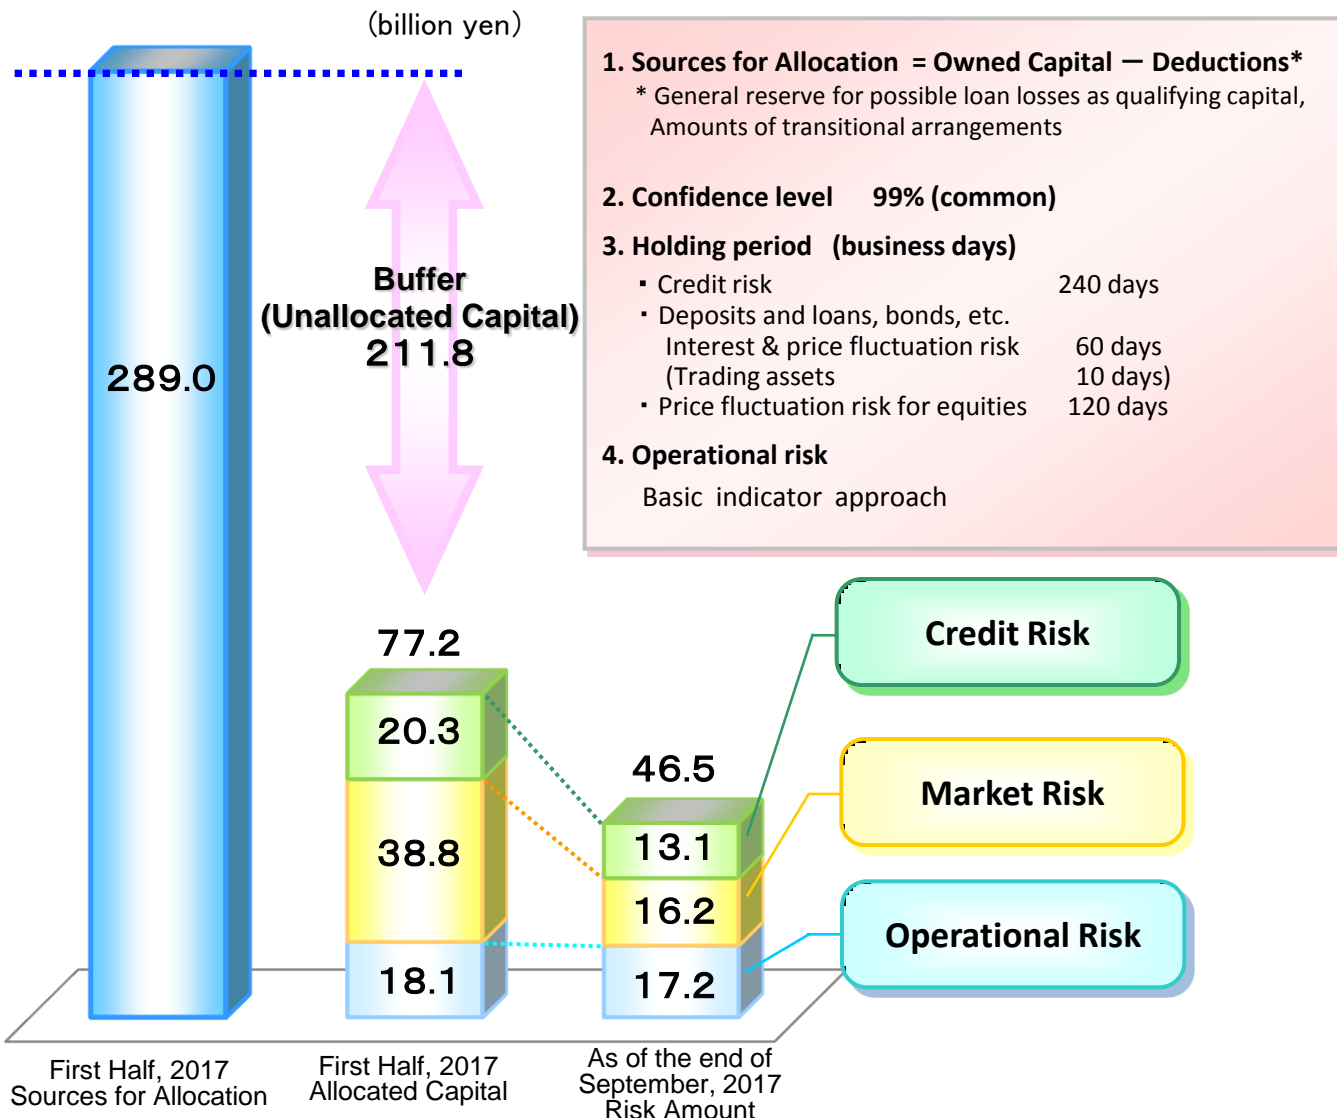 (billion yen)
289.0
Buffer
(Unallocated Capital)
211.8
77.2
20.3
38.8
18.1
46.5
13.1
16.2
17.2
First Half, 2017
Sources for Allocation
First Half, 2017
Allocated Capital
As of the end of
September, 2017
Risk Amount
1. Sources for Allocation = Owned Capital － Deductions*
* General reserve for possible loan losses as qualifying capital,
Amounts of transitional arrangements
2. Confidence level 99% (common)
3. Holding period (business days)
・ Credit risk 240 days
・ Deposits and loans, bonds, etc.
Interest & price fluctuation risk 60 days
(Trading assets 10 days)
・ Price fluctuation risk for equities 120 days
4. Operational risk
Basic indicator approach
Credit Risk
Market Risk
Operational Risk